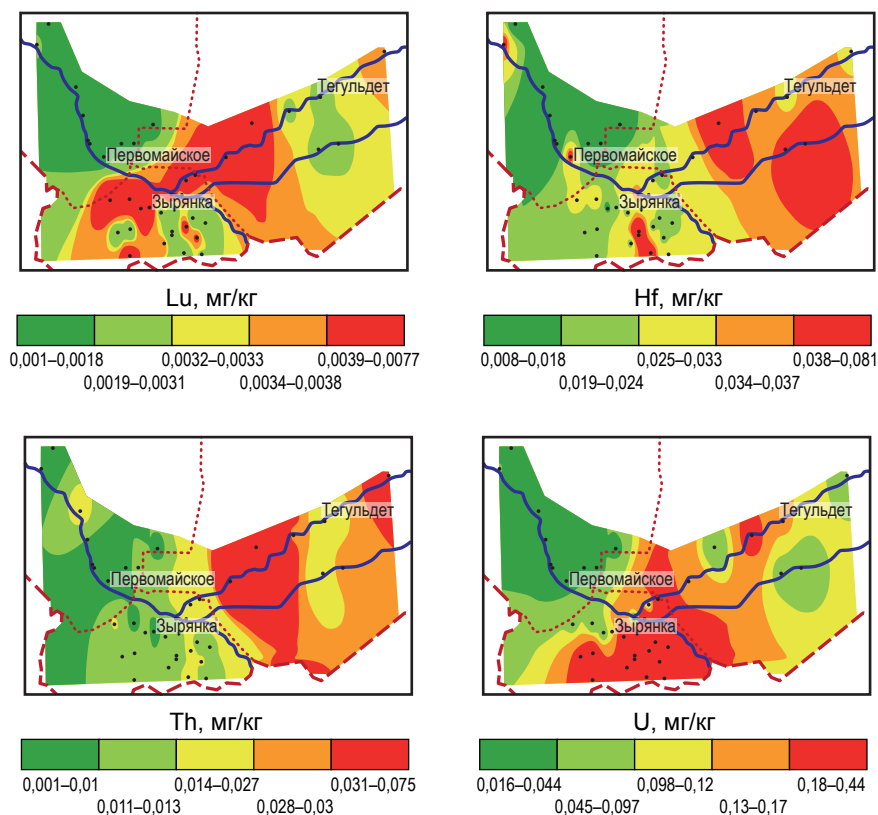 Тегульдет
Первомайское
Зырянка
Lu, мг/кг
0,001–0,0018
0,0032–0,0033
0,0039–0,0077
0,0019–0,0031
0,0034–0,0038
Тегульдет
Первомайское
Зырянка
Hf, мг/кг
0,008–0,018
0,025–0,033
0,038–0,081
0,019–0,024
0,034–0,037
Тегульдет
Первомайское
Зырянка
Th, мг/кг
0,001–0,01
0,014–0,027
0,031–0,075
0,011–0,013
0,028–0,03
Тегульдет
Первомайское
Зырянка
U, мг/кг
0,016–0,044
0,098–0,12
0,18–0,44
0,045–0,097
0,13–0,17